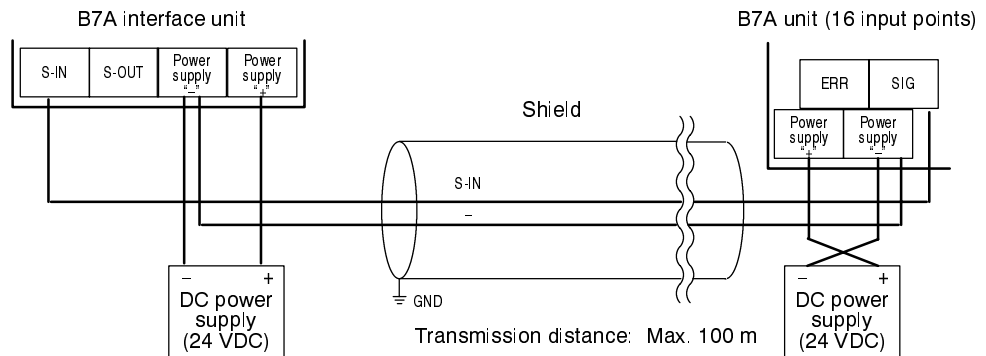 B7A interface unit
S-IN
S-OUT
Power
supply
"–"
Power
supply
"+"
B7A unit (16 input points)
ERR
SIG
Power
supply
"+"
Power
supply
"–"
Shield
S-IN
–
GND
– +
DC power
supply
(24 VDC)
Transmission distance: Max. 100 m
– +
DC power
supply
(24 VDC)